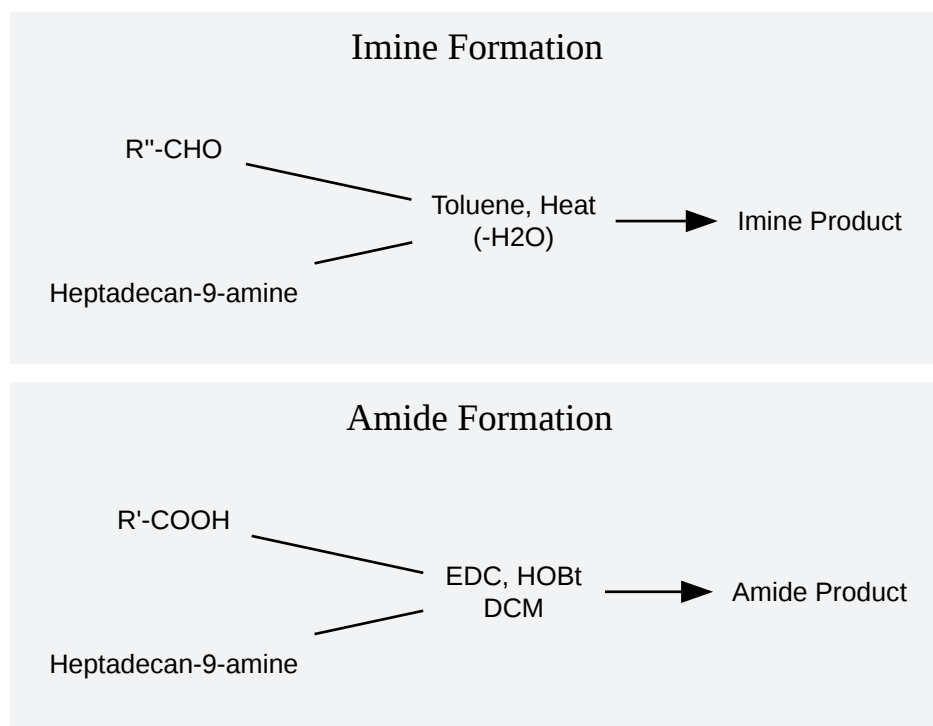 Imine Formation
R''-CHO
Toluene, Heat
(-H2O)
Imine Product
Heptadecan-9-amine
Amide Formation
R'-COOH
EDC, HOBt
DCM
Amide Product
Heptadecan-9-amine